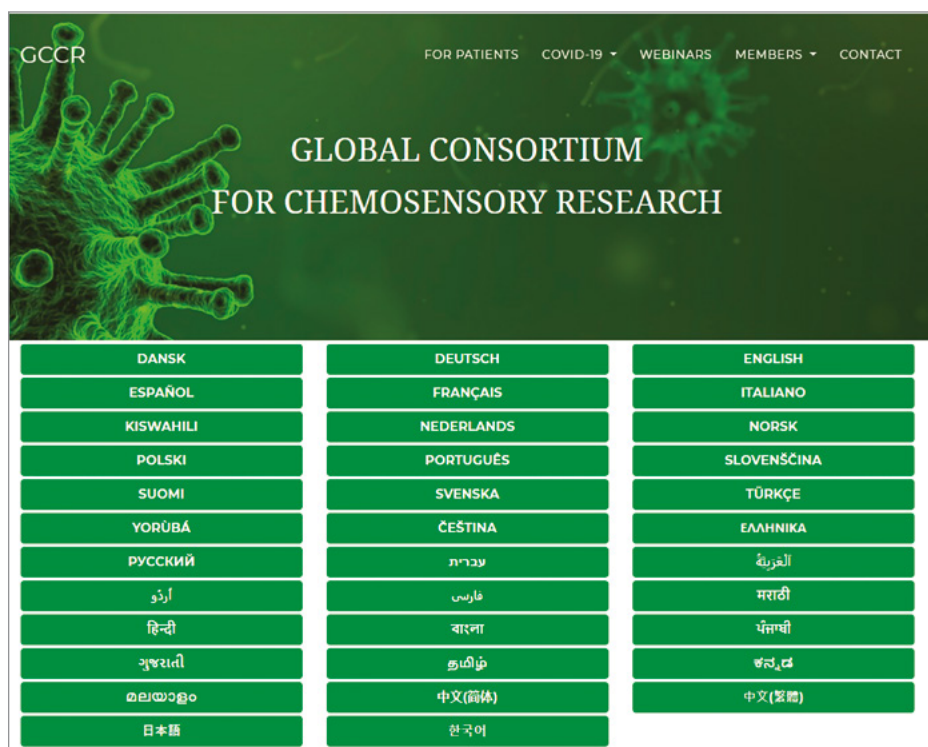 GCCR
FOR PATIENTS COVID-19 WEBINARS MEMBERS CONTACT
GLOBAL CONSORTIUM
FOR CHEMOSENSORY RESEARCH
DANSK DEUTSCH ENGLISH
ESPAÑOL FRANÇAIS ITALIANO
KISWAHILI NEDERLANDS NORSK
POLSKI PORTUGUÊS SLOVENŠČINA
SUOMI SVENSKA TÜRKÇE
YORÙBÁ ČEŠTINA ΕΛΛΗΝΙΚΑ
РУССКИЙ עברית اَلْعَرَبِيَّةُ
اُردُو فارسی मराठी
हिन्दी বাংলা ਪੰਜਾਬੀ
ગુજરાતી தமிழ் ಕನ್ನಡ
മലയാളം 中文(简体) 中文(繁體)
日本語 한국어